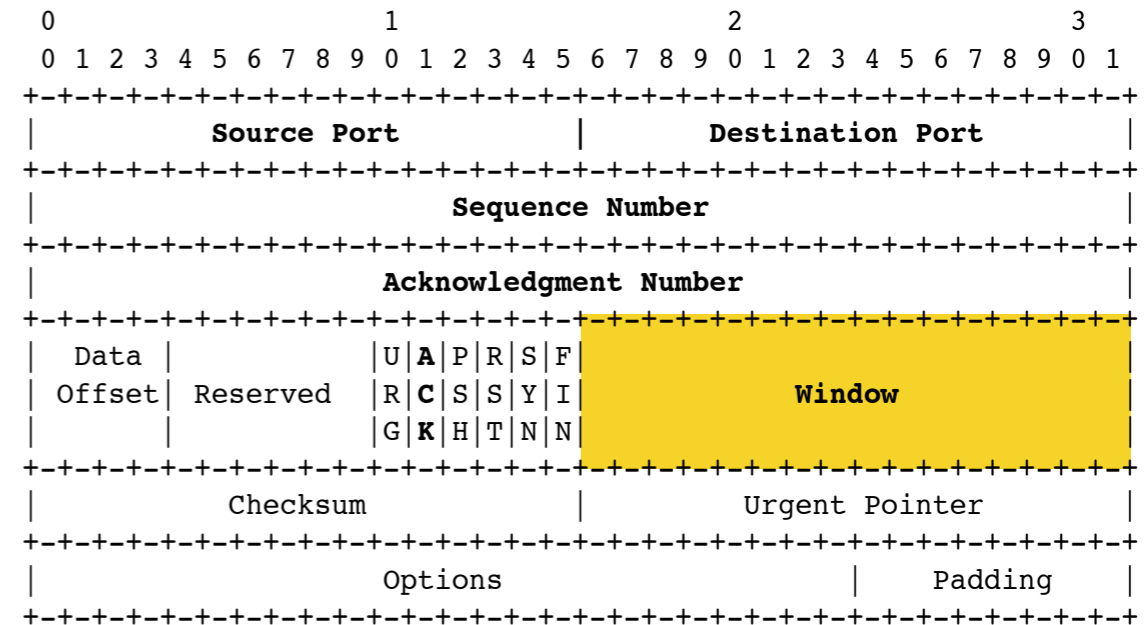 0                   1                   2                   3
 0 1 2 3 4 5 6 7 8 9 0 1 2 3 4 5 6 7 8 9 0 1 2 3 4 5 6 7 8 9 0 1
+-+-+-+-+-+-+-+-+-+-+-+-+-+-+-+-+-+-+-+-+-+-+-+-+-+-+-+-+-+-+-+-+
|          Source Port          |       Destination Port        |
+-+-+-+-+-+-+-+-+-+-+-+-+-+-+-+-+-+-+-+-+-+-+-+-+-+-+-+-+-+-+-+-+
|                        Sequence Number                        |
+-+-+-+-+-+-+-+-+-+-+-+-+-+-+-+-+-+-+-+-+-+-+-+-+-+-+-+-+-+-+-+-+
|                    Acknowledgment Number                      |
+-+-+-+-+-+-+-+-+-+-+-+-+-+-+-+-+-+-+-+-+-+-+-+-+-+-+-+-+-+-+-+-+
|  Data |           |U|A|P|R|S|F|                               |
| Offset| Reserved  |R|C|S|S|Y|I|            Window             |
|       |           |G|K|H|T|N|N|                               |
+-+-+-+-+-+-+-+-+-+-+-+-+-+-+-+-+-+-+-+-+-+-+-+-+-+-+-+-+-+-+-+-+
|           Checksum            |         Urgent Pointer        |
+-+-+-+-+-+-+-+-+-+-+-+-+-+-+-+-+-+-+-+-+-+-+-+-+-+-+-+-+-+-+-+-+
|                    Options                    |    Padding    |
+-+-+-+-+-+-+-+-+-+-+-+-+-+-+-+-+-+-+-+-+-+-+-+-+-+-+-+-+-+-+-+-+